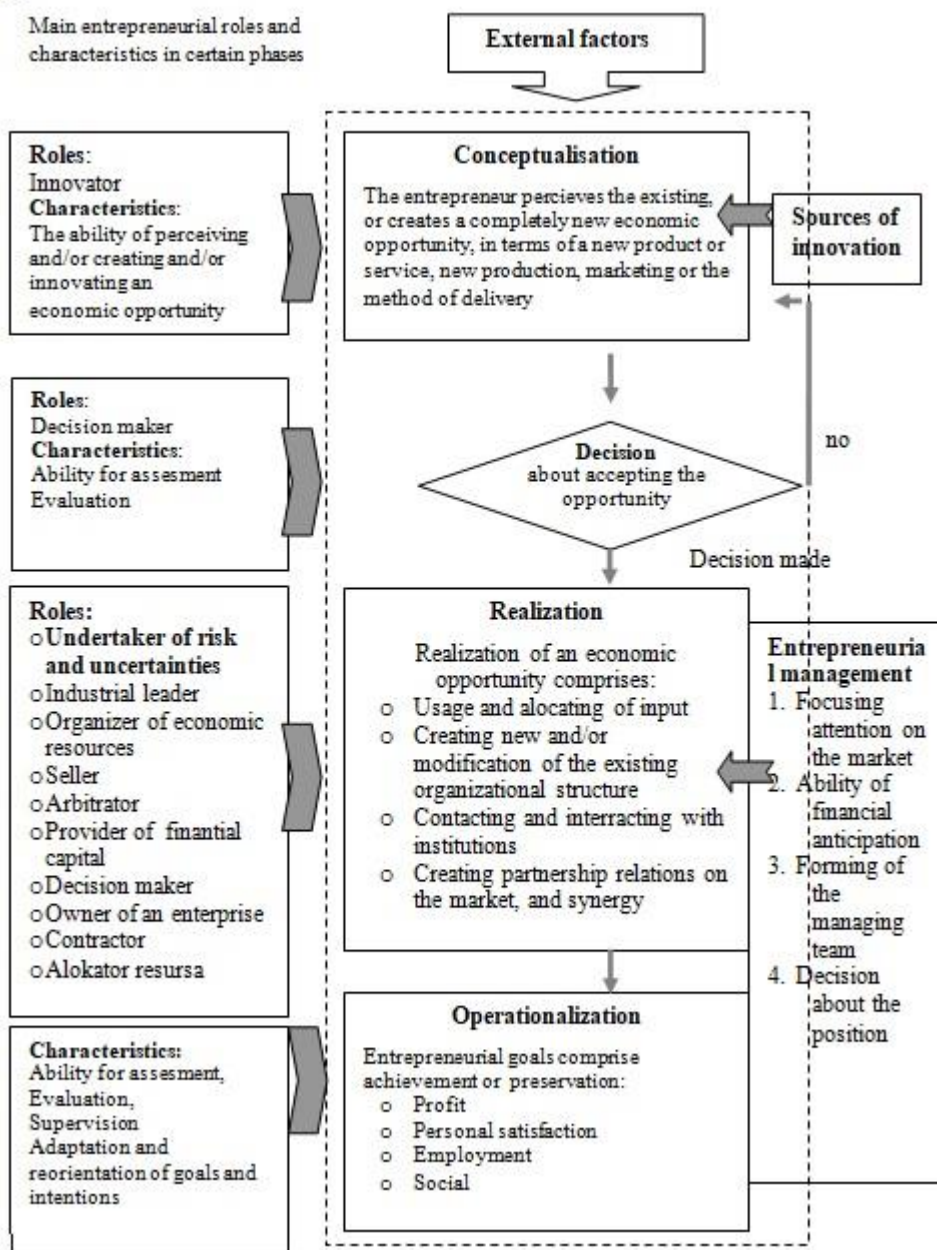 Main entrepreneurial roles and
characteristics in certain phases
External factors
Roles:
Innovator
Characteristics:
The ability of perceiving
and/or creating and/or
innovating an
economic opportunity
Conceptualisation
The entrepreneur percieves the existing,
or creates a completely new economic
opportunity, in terms of a new product or
service, new production, marketing or the
method of delivery
Sources of
innovation
Roles:
Decision maker
Characteristics:
Ability for assesment
Evaluation
Decision
about accepting the
opportunity
no
Decision made
Roles:
o Undertaker of risk
and uncertainties
o Industrial leader
o Organizer of economic
resources
o Seller
o Arbitrator
o Provider of finantial
capital
o Decision maker
o Owner of an enterprise
o Contractor
o Alokator resursa
Realization
Realization of an economic
opportunity comprises:
o Usage and alocating of input
o Creating new and/or
modification of the existing
organizational structure
o Contacting and interracting with
institutions
o Creating partnership relations on
the market, and synergy
Entrepreneuria
l management
1. Focusing
attention on
the market
2. Ability of
financial
anticipation
3. Forming of
the
managing
team
4. Decision
about the
position
Characteristics:
Ability for assesment,
Evaluation,
Supervision
Adaptation and
reorientation of goals and
intentions
Operationalization
Entrepreneurial goals comprise
achievement or preservation:
o Profit
o Personal satisfaction
o Employment
o Social